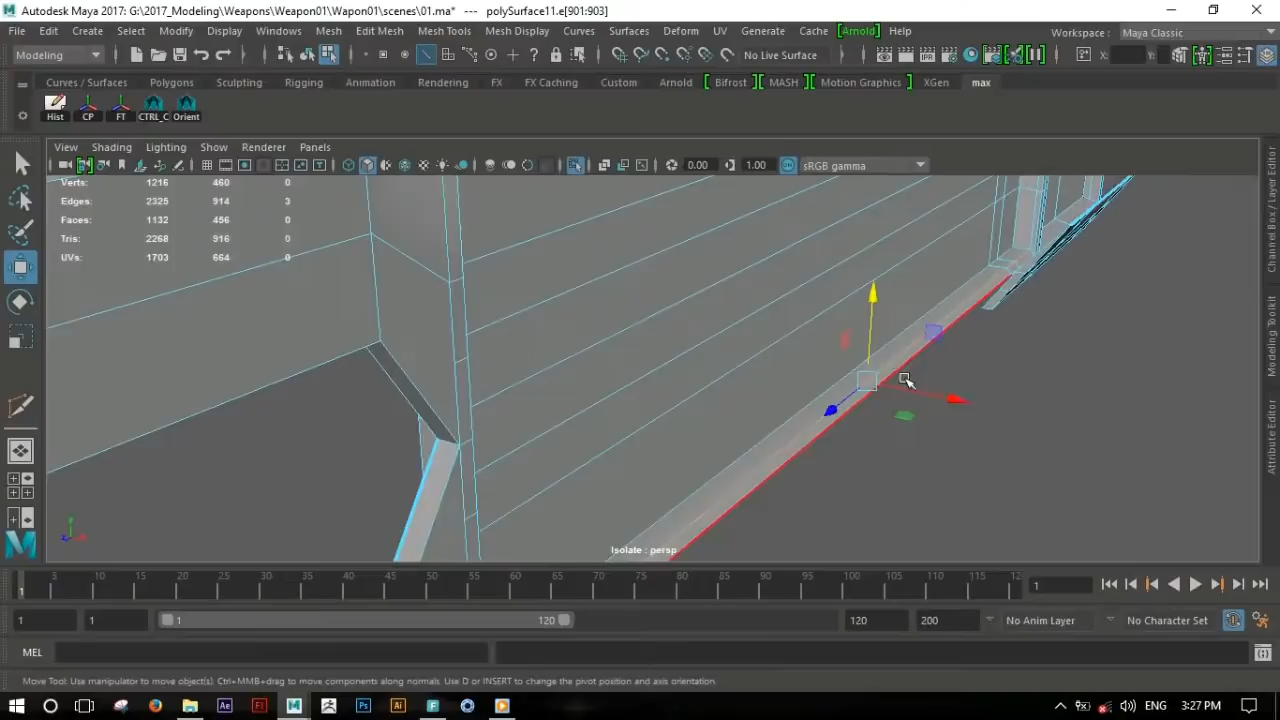 Autodesk Maya 2017: G:\2017_Modeling\Weapons\Weapon01\Wapon01\scenes\01.ma*   ---   polySurface11.e[901:903]
File Edit Create Select Modify Display Windows Mesh Edit Mesh Mesh Tools Mesh Display Curves Surfaces Deform UV Generate Cache Arnold Help Workspace : Maya Classic
Modeling No Live Surface X: Y:
Curves / Surfaces Polygons Sculpting Rigging Animation Rendering FX FX Caching Custom Arnold Bifrost MASH Motion Graphics XGen max
Hist CP FT CTRL_C Orient
View Shading Lighting Show Renderer Panels
0.00 1.00 ON sRGB gamma
Verts: 1216 460 0
Edges: 2325 914 3
Faces: 1132 456 0
Tris: 2268 916 0
UVs: 1703 664 0
Channel Box / Layer Editor
Modeling Toolkit
Attribute Editor
Isolate : persp
5 10 15 20 25 30 35 40 45 50 55 60 65 70 75 80 85 90 95 100 105 110 115 12
1 1
1 1 1 120 120 200 No Anim Layer No Character Set
MEL
Move Tool: Use manipulator to move object(s). Ctrl+MMB+drag to move components along normals. Use D or INSERT to change the pivot position and axis orientation.
Ae Fl Ps Ai F ENG 3:27 PM